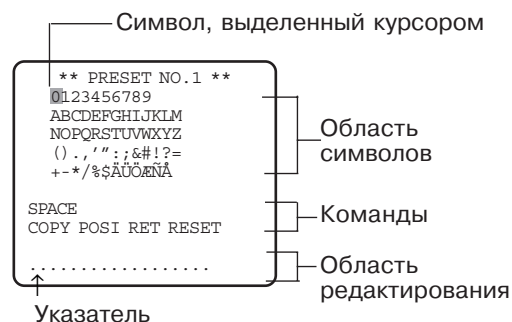 Символ, выделенный курсором
** PRESET NO.1 **
0123456789
ABCDEFGHIJKLM
NOPQRSTUVWXYZ
().,'":;&#!?=
+-*/%$ÄÜÖÆÑÅ
Область
символов
SPACE
COPY POSI RET RESET
Команды
..................
Область
редактирования
Указатель